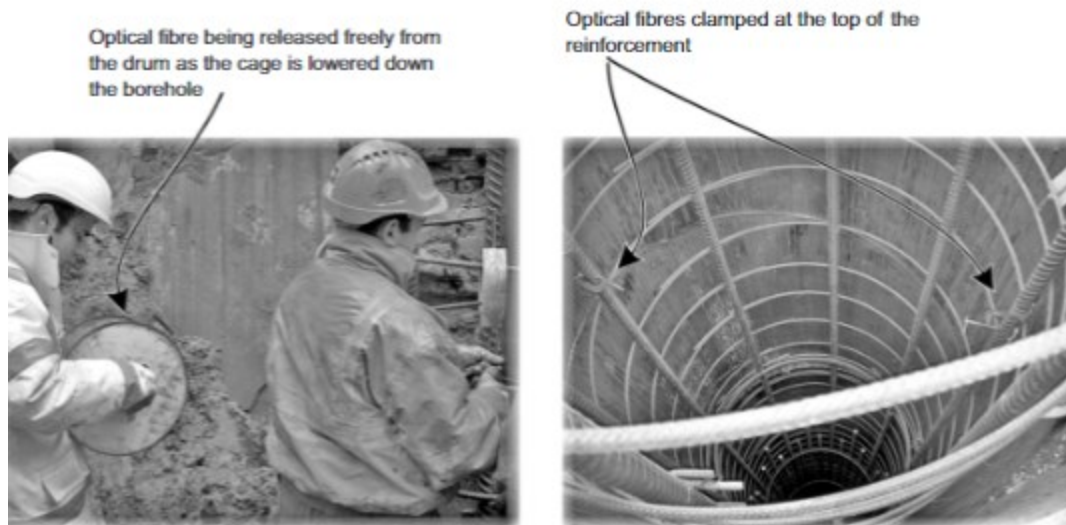 Optical fibre being released freely from
the drum as the cage is lowered down
the borehole
Optical fibres clamped at the top of the
reinforcement